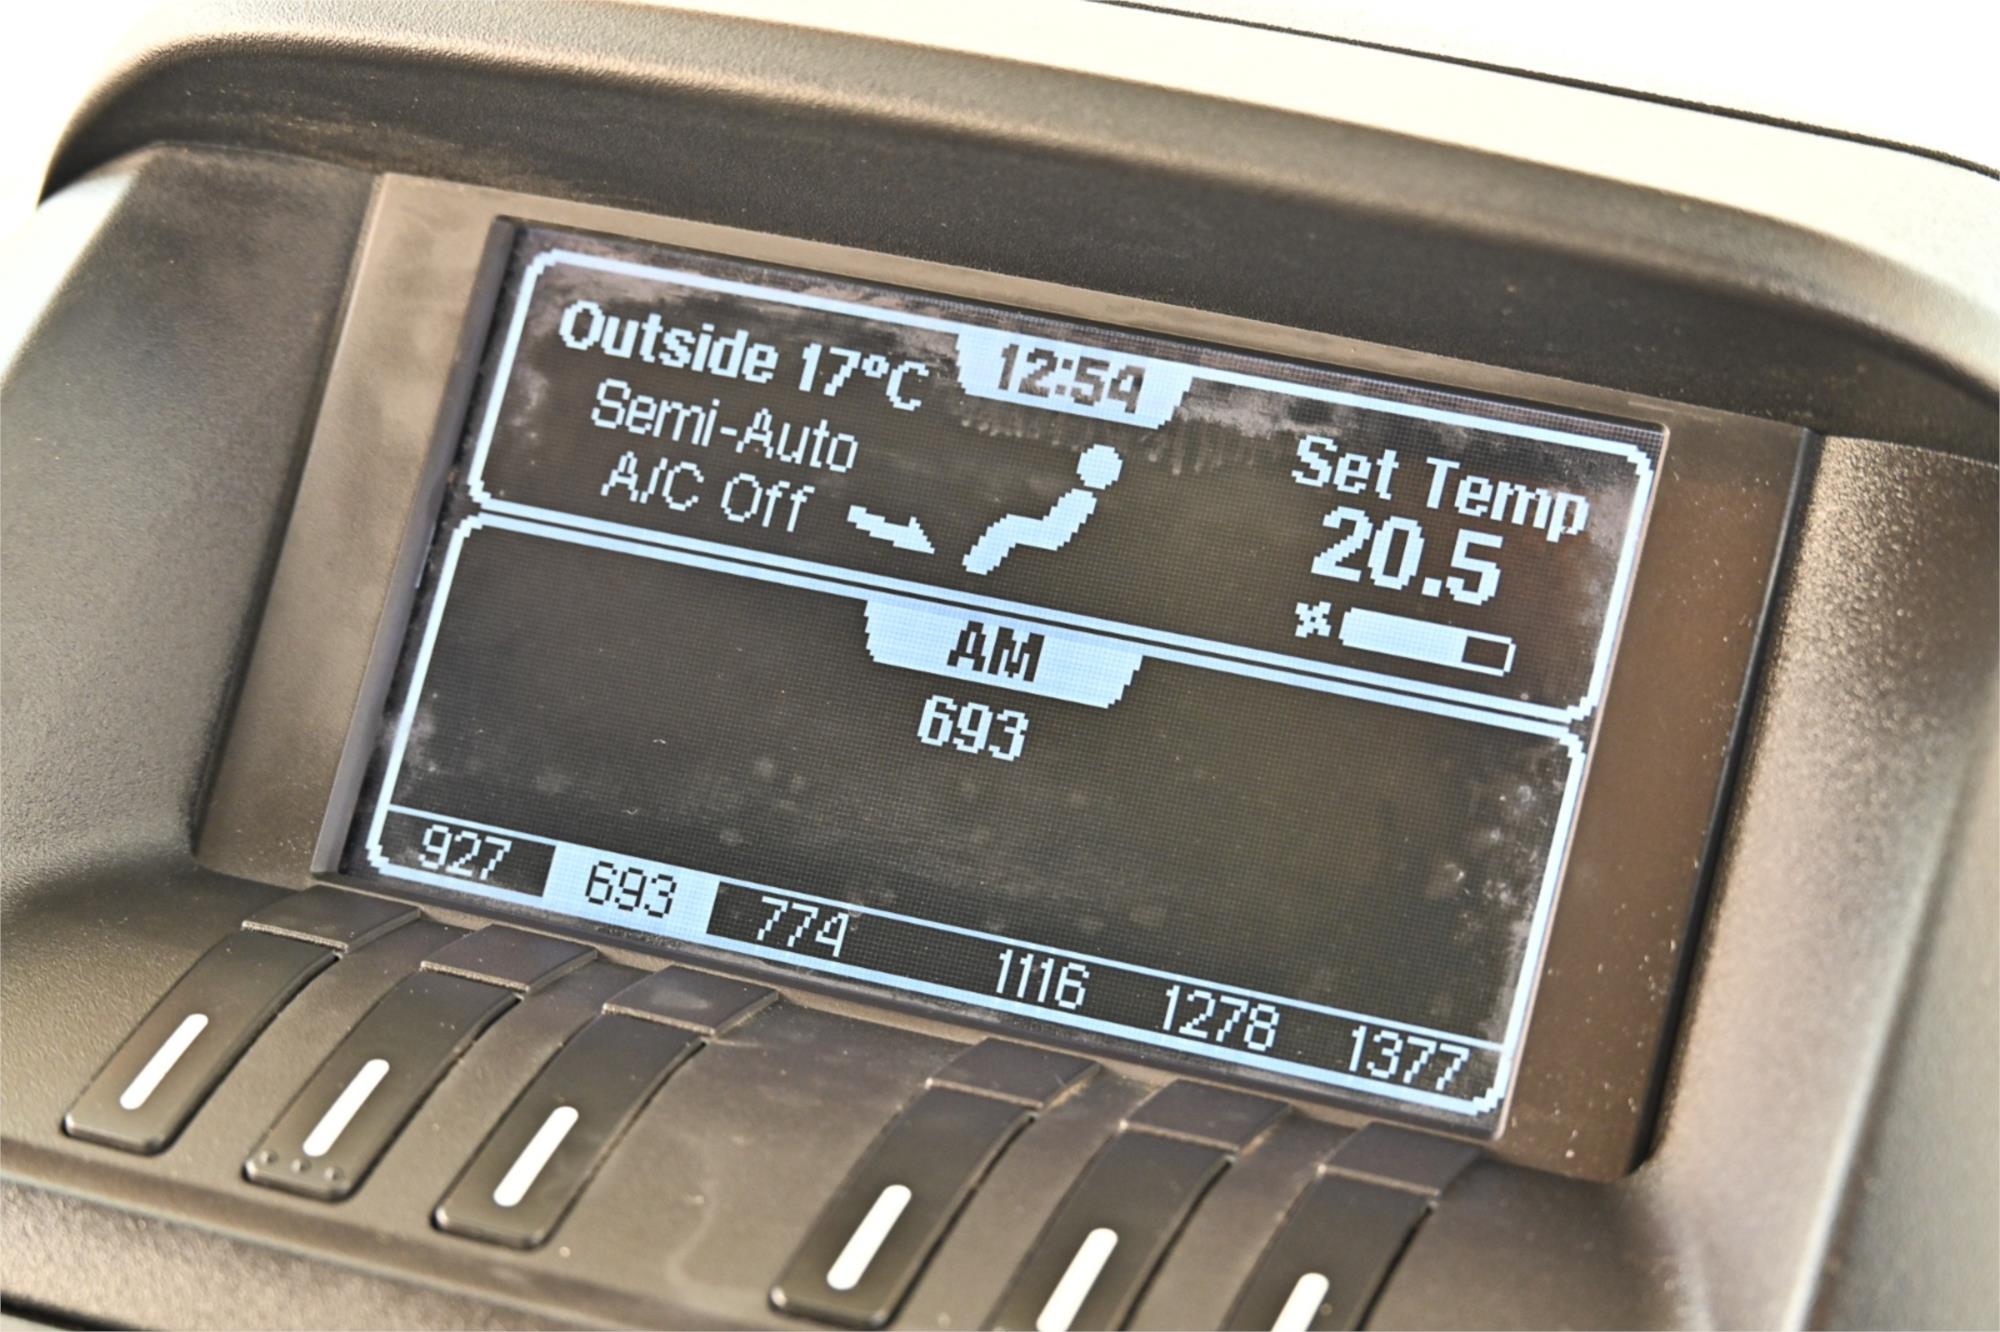 12:54
Outside 17°C
Semi-Auto
A/C Off
Set Temp
20.5
AM
693
927 693 774 1116 1278 1377